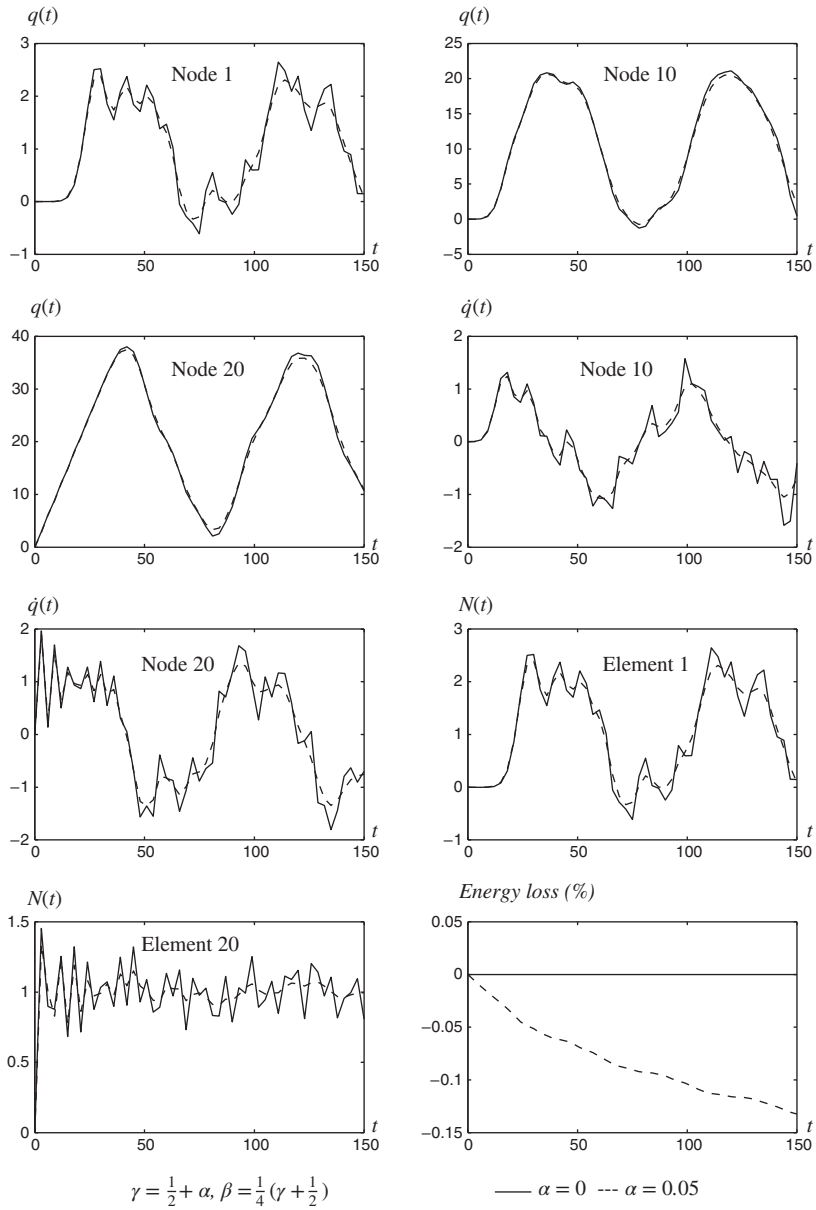 q(t)
Node 1
3
2
1
0
−1
0
50
100
150
t
q(t)
Node 10
25
20
15
10
5
0
−5
0
50
100
150
t
q(t)
Node 20
40
30
20
10
0
0
50
100
150
t
q̇(t)
Node 10
2
1
0
−1
−2
0
50
100
150
t
q̇(t)
Node 20
2
1
0
−1
−2
0
50
100
150
t
N(t)
Element 1
3
2
1
0
−1
0
50
100
150
t
N(t)
Element 20
1.5
1
0.5
0
0
50
100
150
t
Energy loss (%)
0.05
0
−0.05
−0.1
−0.15
0
50
100
150
t
γ = 1/2 + α, β = 1/4 (γ + 1/2)
α = 0 α = 0.05